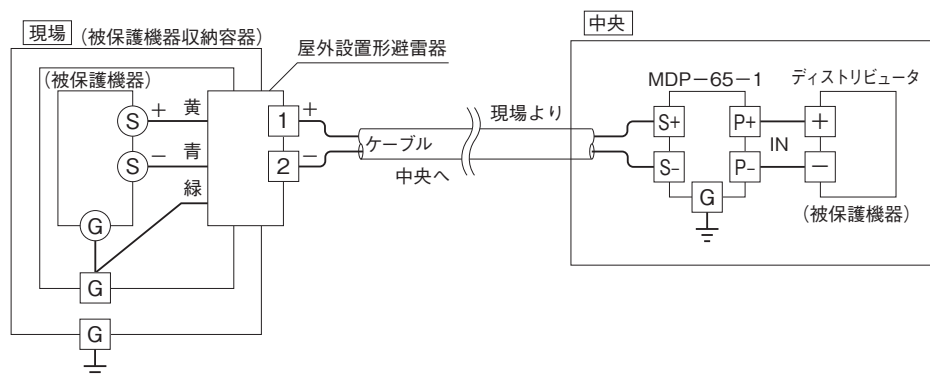 現場 (被保護機器収納容器)
屋外設置形避雷器
(被保護機器)
S + 黄
S − 青
緑
G
G
G
1 +
2 −
ケーブル
現場より
中央へ
中央
MDP−65−1
ディストリビュータ
S+
S−
P+
P−
G
IN
+
−
(被保護機器)